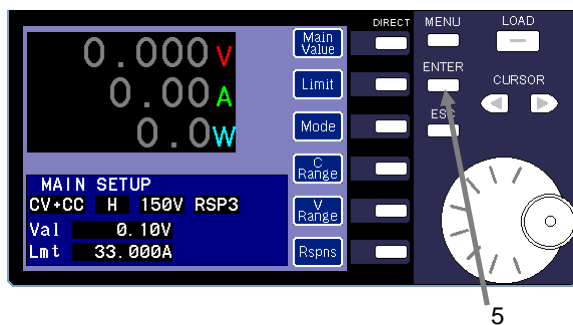 DIRECT MENU LOAD
0.000V
0.00A
0.0W
Main
Value
Limit
Mode
C
Range
V
Range
Rspns
ENTER
CURSOR
ESC
MAIN SETUP
CV+CC H 150V RSP3
Val 0.10V
Lmt 33.000A
5